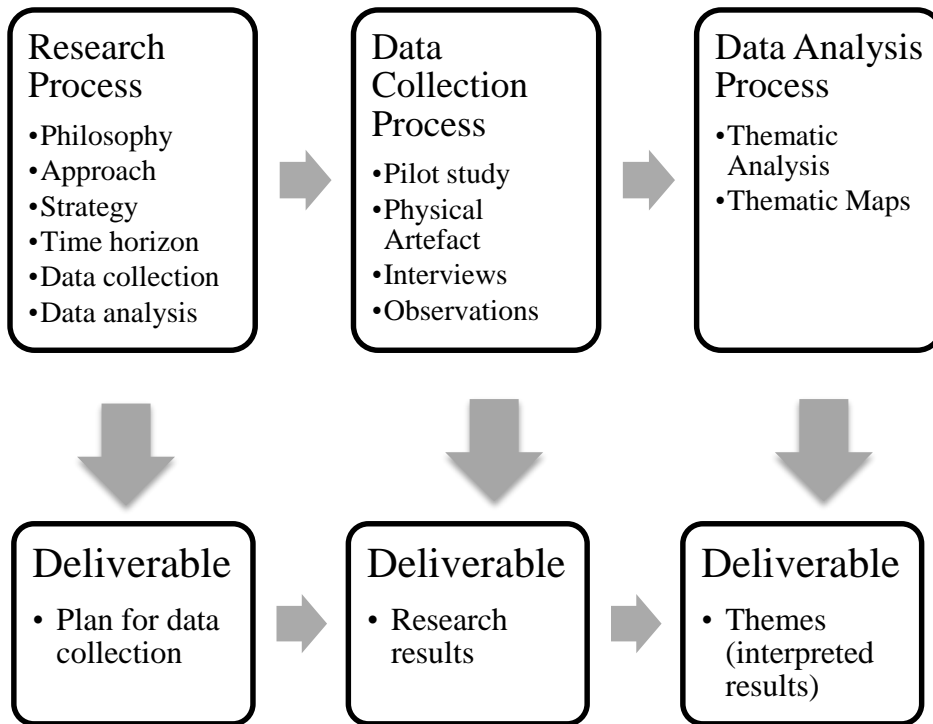 Research
Process
•Philosophy
•Approach
•Strategy
•Time horizon
•Data collection
•Data analysis
Data
Collection
Process
•Pilot study
•Physical
Artefact
•Interviews
•Observations
Data Analysis
Process
•Thematic
Analysis
•Thematic Maps
Deliverable
• Plan for data
collection
Deliverable
• Research
results
Deliverable
• Themes
(interpreted
results)